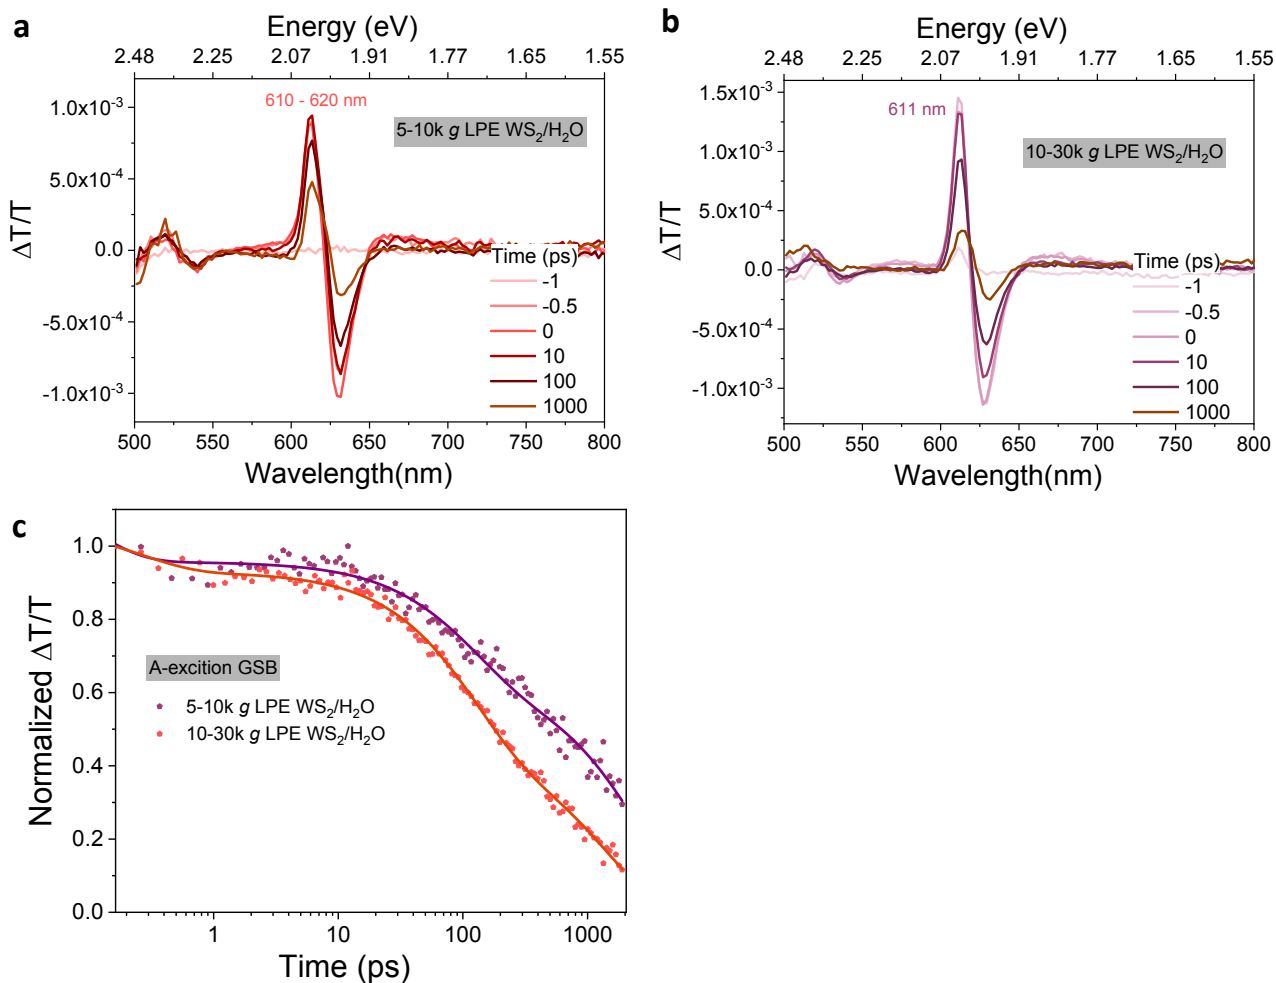 a
Energy (eV)
2.48 2.25 2.07 1.91 1.77 1.65 1.55
1.0x10⁻³
5.0x10⁻⁴
0.0
-5.0x10⁻⁴
-1.0x10⁻³
ΔT/T
610 - 620 nm
5-10k g LPE WS₂/H₂O
Time (ps)
-1
-0.5
0
10
100
1000
500 550 600 650 700 750 800
Wavelength(nm)
b
Energy (eV)
2.48 2.25 2.07 1.91 1.77 1.65 1.55
1.5x10⁻³
1.0x10⁻³
5.0x10⁻⁴
0.0
-5.0x10⁻⁴
-1.0x10⁻³
ΔT/T
611 nm
10-30k g LPE WS₂/H₂O
Time (ps)
-1
-0.5
0
10
100
1000
500 550 600 650 700 750 800
Wavelength(nm)
c
1.0
0.8
0.6
0.4
0.2
0.0
Normalized ΔT/T
A-excition GSB
5-10k g LPE WS₂/H₂O
10-30k g LPE WS₂/H₂O
1 10 100 1000
Time (ps)